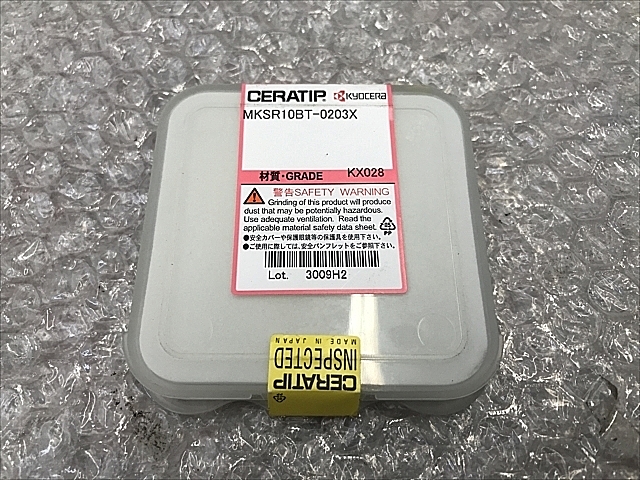 CERATIP® KYOCERA
MKSR10BT-0203X
材質・GRADE KX028
警告SAFETY WARNING
Grinding of this product will produce
dust that may be potentially hazardous.
Use adequate ventilation. Read the
applicable material safety data sheet.
PP
●安全カバーや保護眼鏡等の保護具を使用下さい。
●ご使用に際しては、安全パンフレットをご参照下さい。
Lot. 3009H2
CERATIP
INSPECTED
MADE IN JAPAN